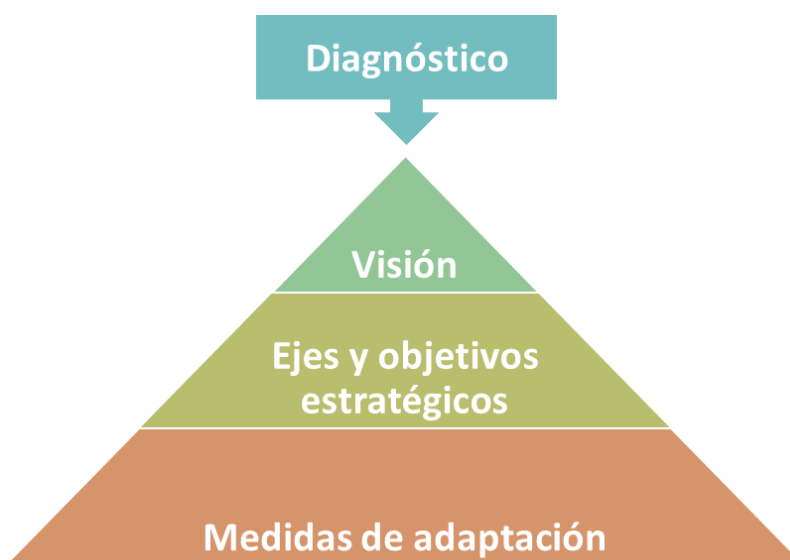 Diagnóstico
Visión
Ejes y objetivos
estratégicos
Medidas de adaptación